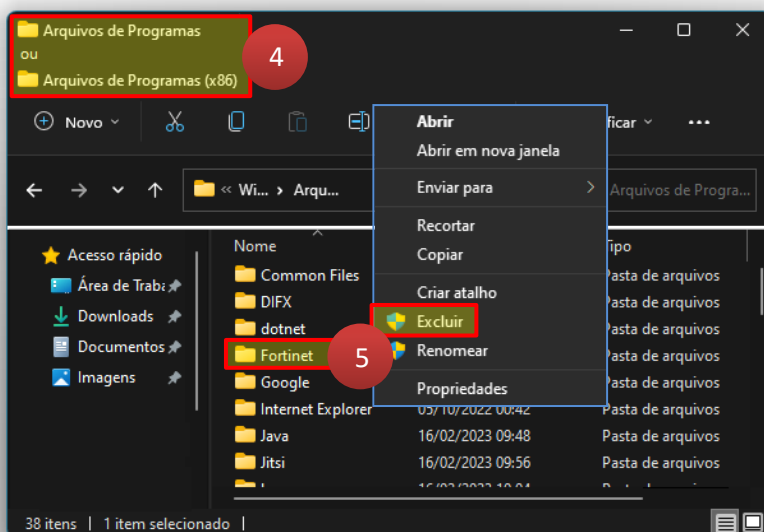 Arquivos de Programas
ou
Arquivos de Programas (x86)
4
Novo
ficar
Wi... > Arqu...
Arquivos de Progra...
Abrir
Abrir em nova janela
Enviar para
Recortar
Copiar
Criar atalho
Excluir
Renomear
Propriedades
Acesso rápido
Área de Traba
Downloads
Documentos
Imagens
Nome
ipo
Common Files
Pasta de arquivos
DIFX
Pasta de arquivos
dotnet
Pasta de arquivos
Fortinet
5
Pasta de arquivos
Google
Pasta de arquivos
Internet Explorer 05/10/2022 00:42 Pasta de arquivos
Java 16/02/2023 09:48 Pasta de arquivos
Jitsi 16/02/2023 09:56 Pasta de arquivos
38 itens | 1 item selecionado |